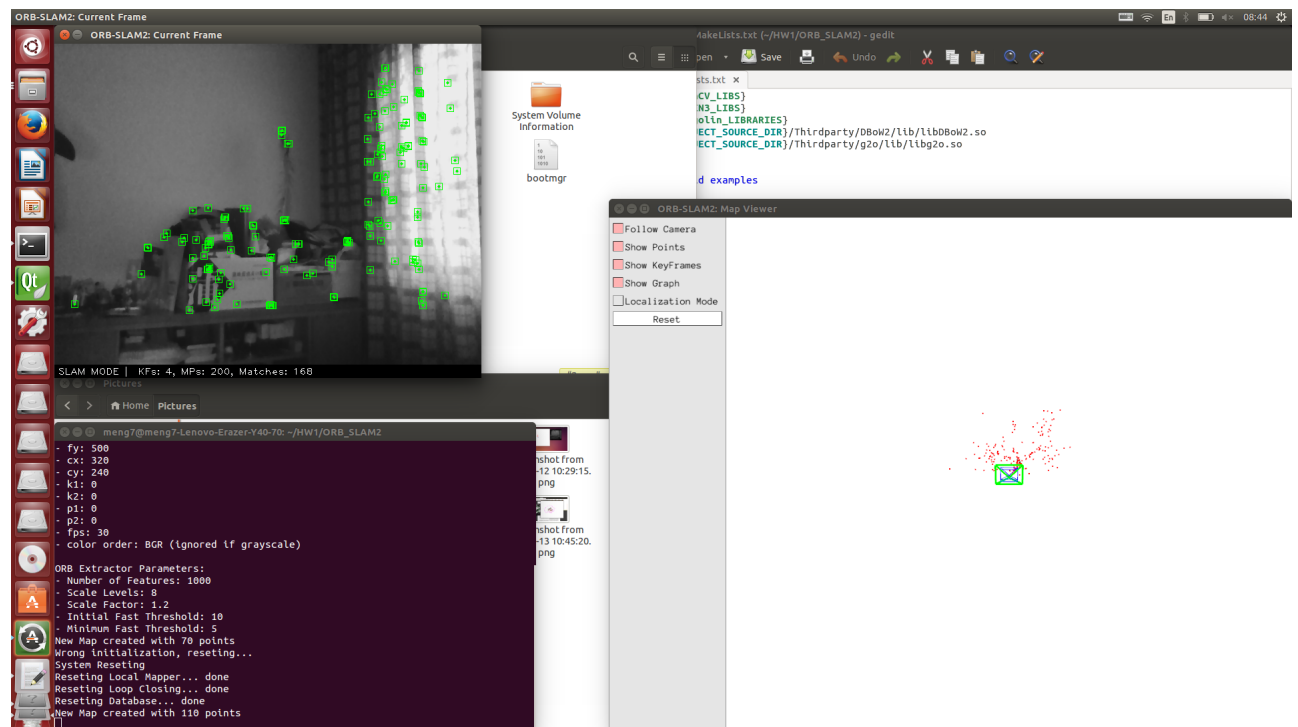 ORB-SLAM2: Current Frame
En
08:44
ORB-SLAM2: Current Frame
SLAM MODE | KFs: 4, MPs: 200, Matches: 168
System Volume
Information
bootmgr
MakeLists.txt (~/HW1/ORB_SLAM2) - gedit
pen
Save
Undo
sts.txt ×
CV_LIBS}
N3_LIBS}
olin_LIBRARIES}
ECT_SOURCE_DIR}/Thirdparty/DBoW2/lib/libDBoW2.so
ECT_SOURCE_DIR}/Thirdparty/g2o/lib/libg2o.so
d examples
ORB-SLAM2: Map Viewer
Follow Camera
Show Points
Show KeyFrames
Show Graph
Localization Mode
Reset
Pictures
Home Pictures
nshot from
-12 10:29:15.
png
nshot from
-13 10:45:20.
png
meng7@meng7-Lenovo-Erazer-Y40-70: ~/HW1/ORB_SLAM2
- fy: 500
- cx: 320
- cy: 240
- k1: 0
- k2: 0
- p1: 0
- p2: 0
- fps: 30
- color order: BGR (ignored if grayscale)
ORB Extractor Parameters:
- Number of Features: 1000
- Scale Levels: 8
- Scale Factor: 1.2
- Initial Fast Threshold: 10
- Minimum Fast Threshold: 5
New Map created with 70 points
Wrong initialization, reseting...
System Reseting
Reseting Local Mapper... done
Reseting Loop Closing... done
Reseting Database... done
New Map created with 110 points